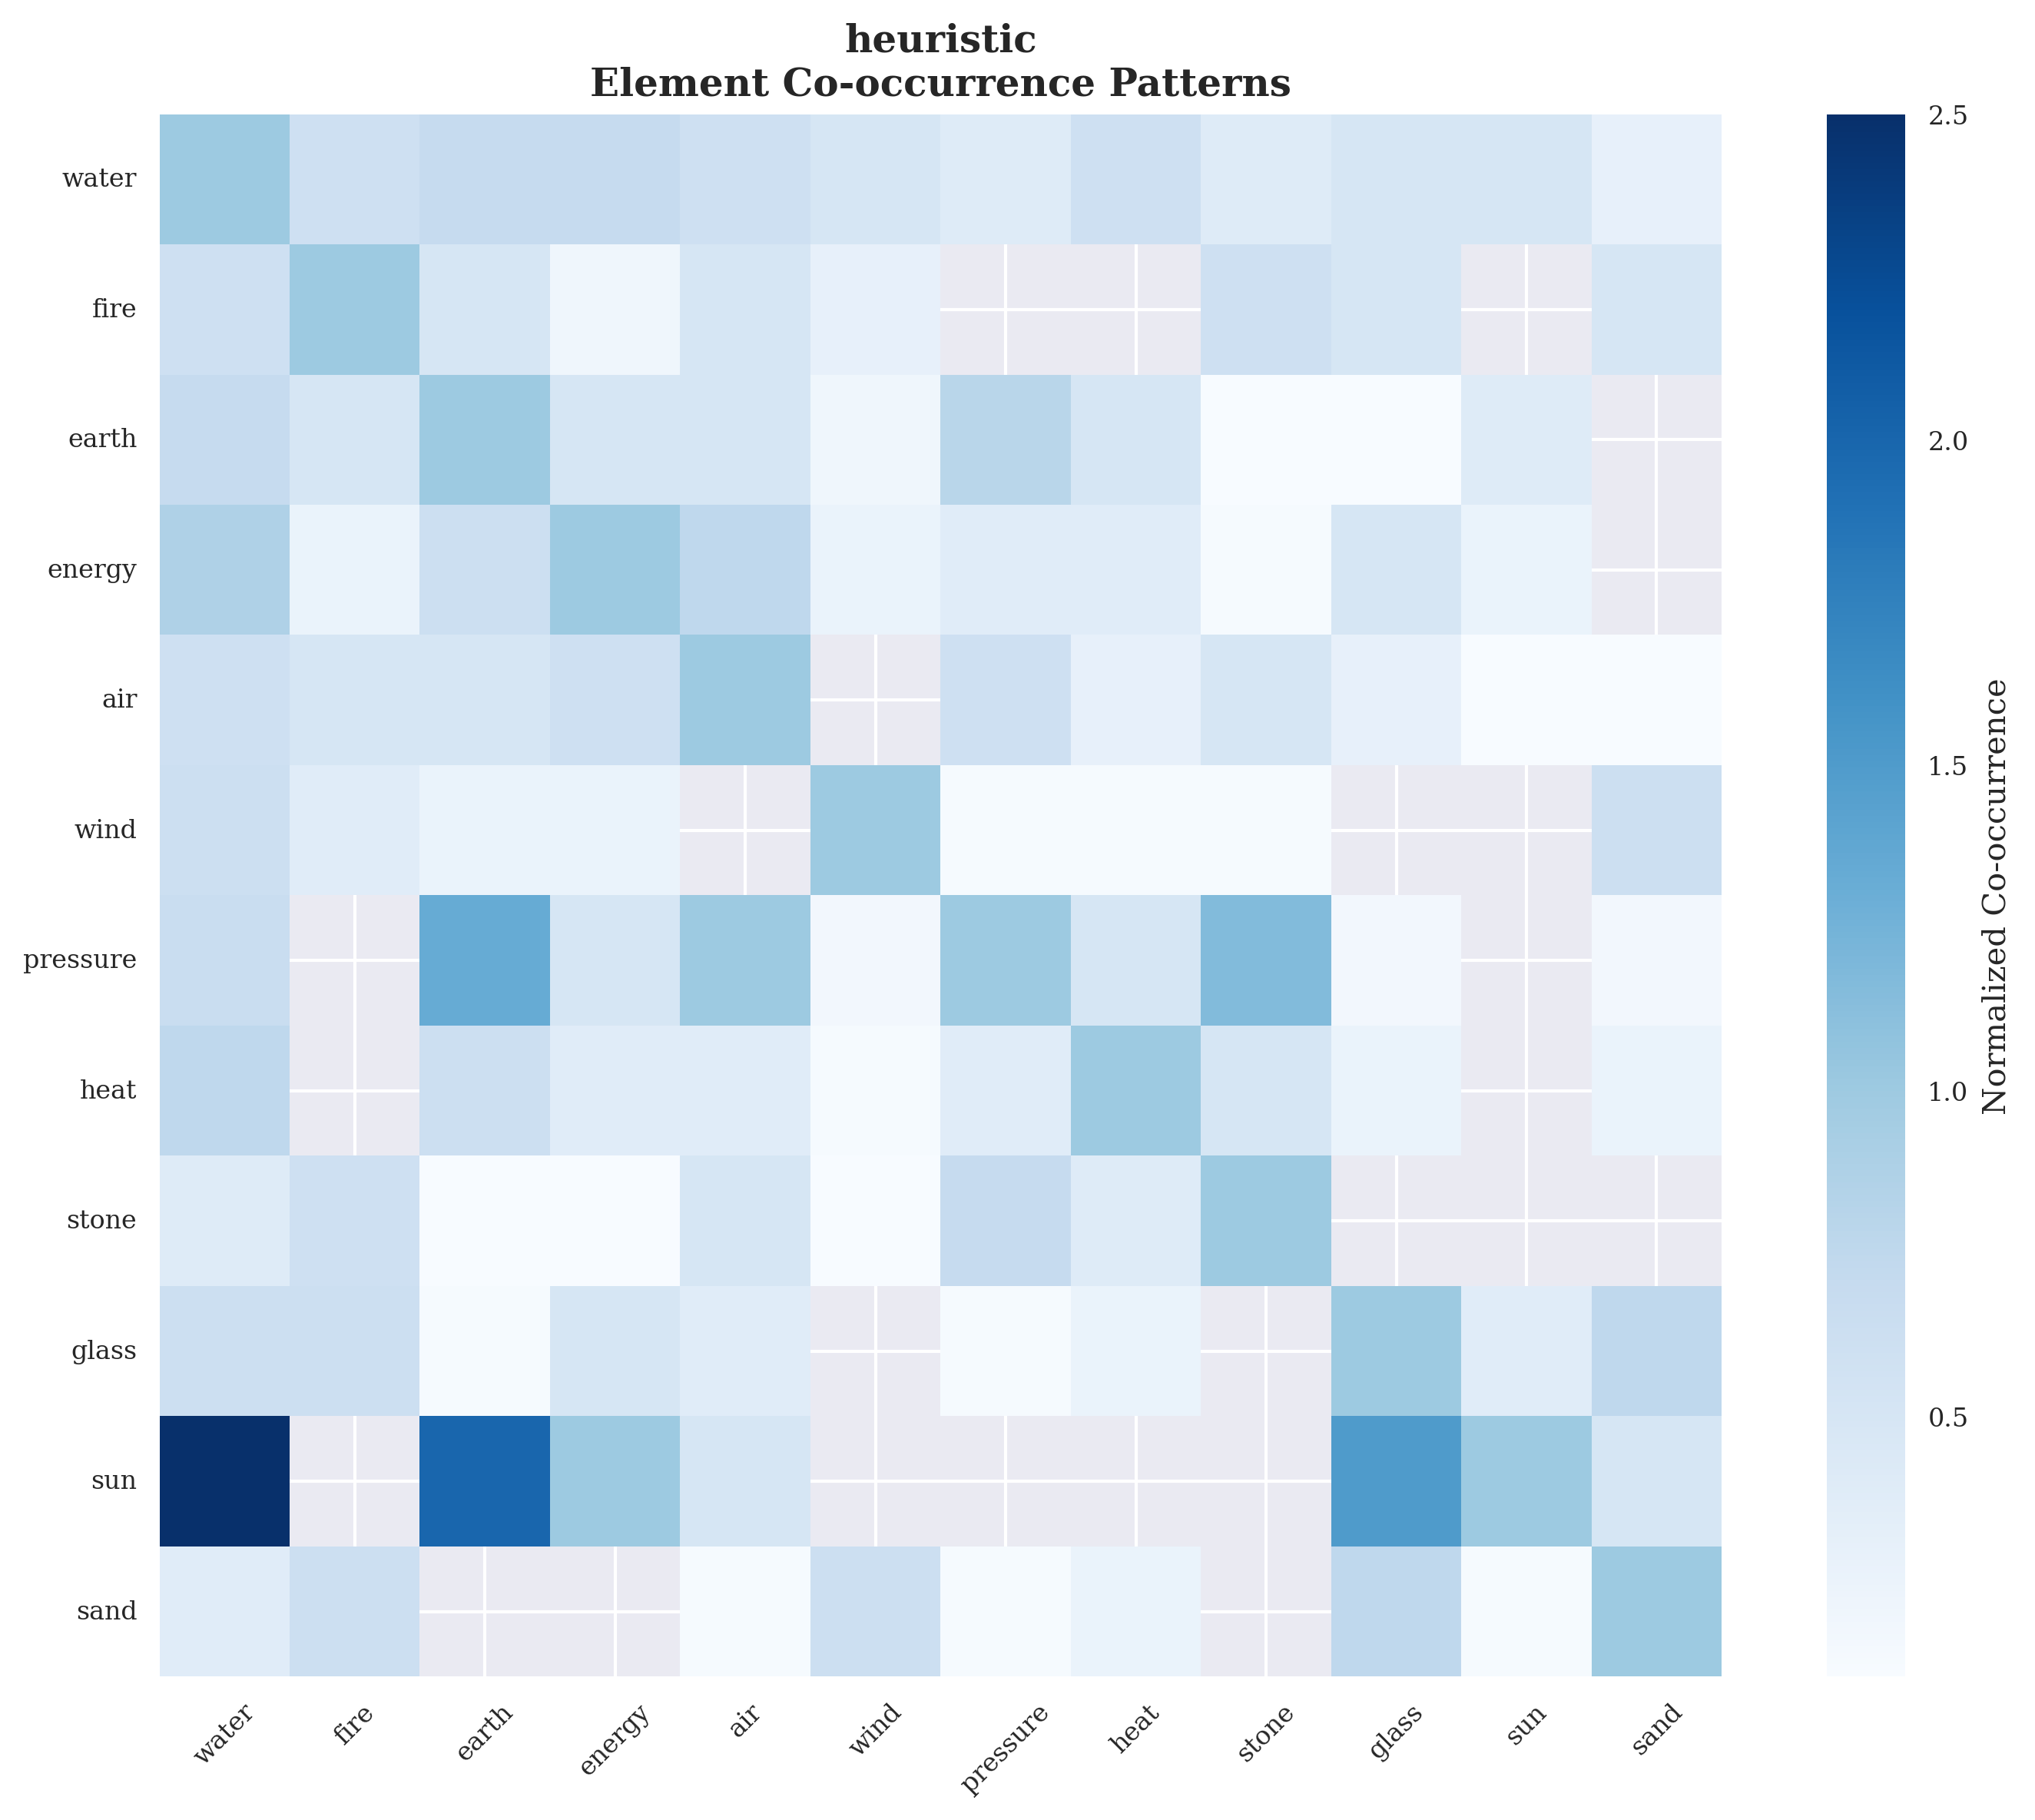 heuristic
Element Co-occurrence Patterns
water
fire
earth
energy
air
wind
pressure
heat
stone
glass
sun
sand
water
fire
earth
energy
air
wind
pressure
heat
stone
glass
sun
sand
2.5
2.0
1.5
1.0
0.5
Normalized Co-occurrence